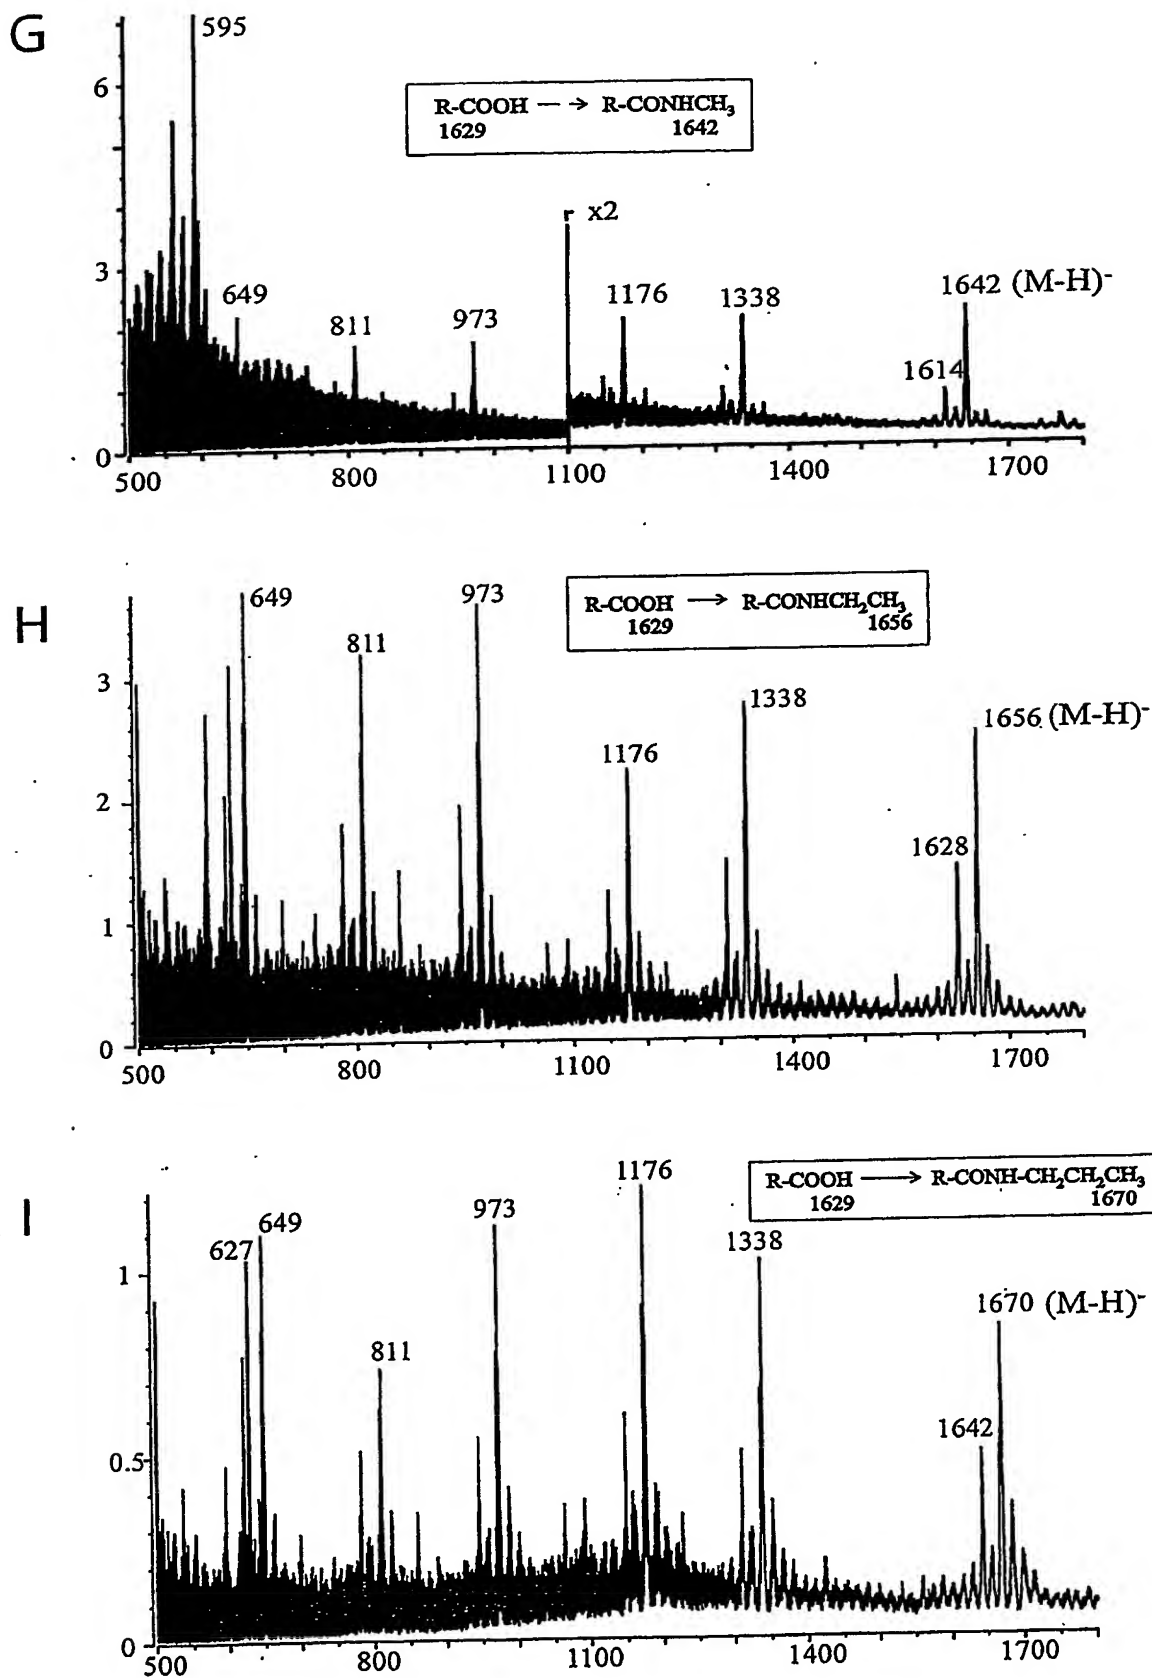 G
595
6
R-COOH --→ R-CONHCH₃
1629 1642
x2
3
649
811
973
1176
1338
1642 (M-H)⁻
1614
0
500 800 1100 1400 1700
H
649
973
R-COOH ⟶ R-CONHCH₂CH₃
1629 1656
811
3
1338
1656 (M-H)⁻
1176
2
1628
1
0
500 800 1100 1400 1700
I
1176
R-COOH ⟶ R-CONH-CH₂CH₂CH₃
1629 1670
973
649
627
1338
1
1670 (M-H)⁻
811
1642
0.5
0
500 800 1100 1400 1700